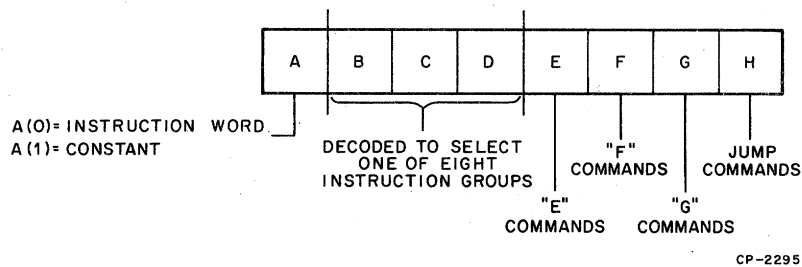 A B C D E F G H
A(0)= INSTRUCTION WORD
A(1)= CONSTANT
DECODED TO SELECT
ONE OF EIGHT
INSTRUCTION GROUPS
"E"
COMMANDS
"F"
COMMANDS
"G"
COMMANDS
JUMP
COMMANDS
CP-2295